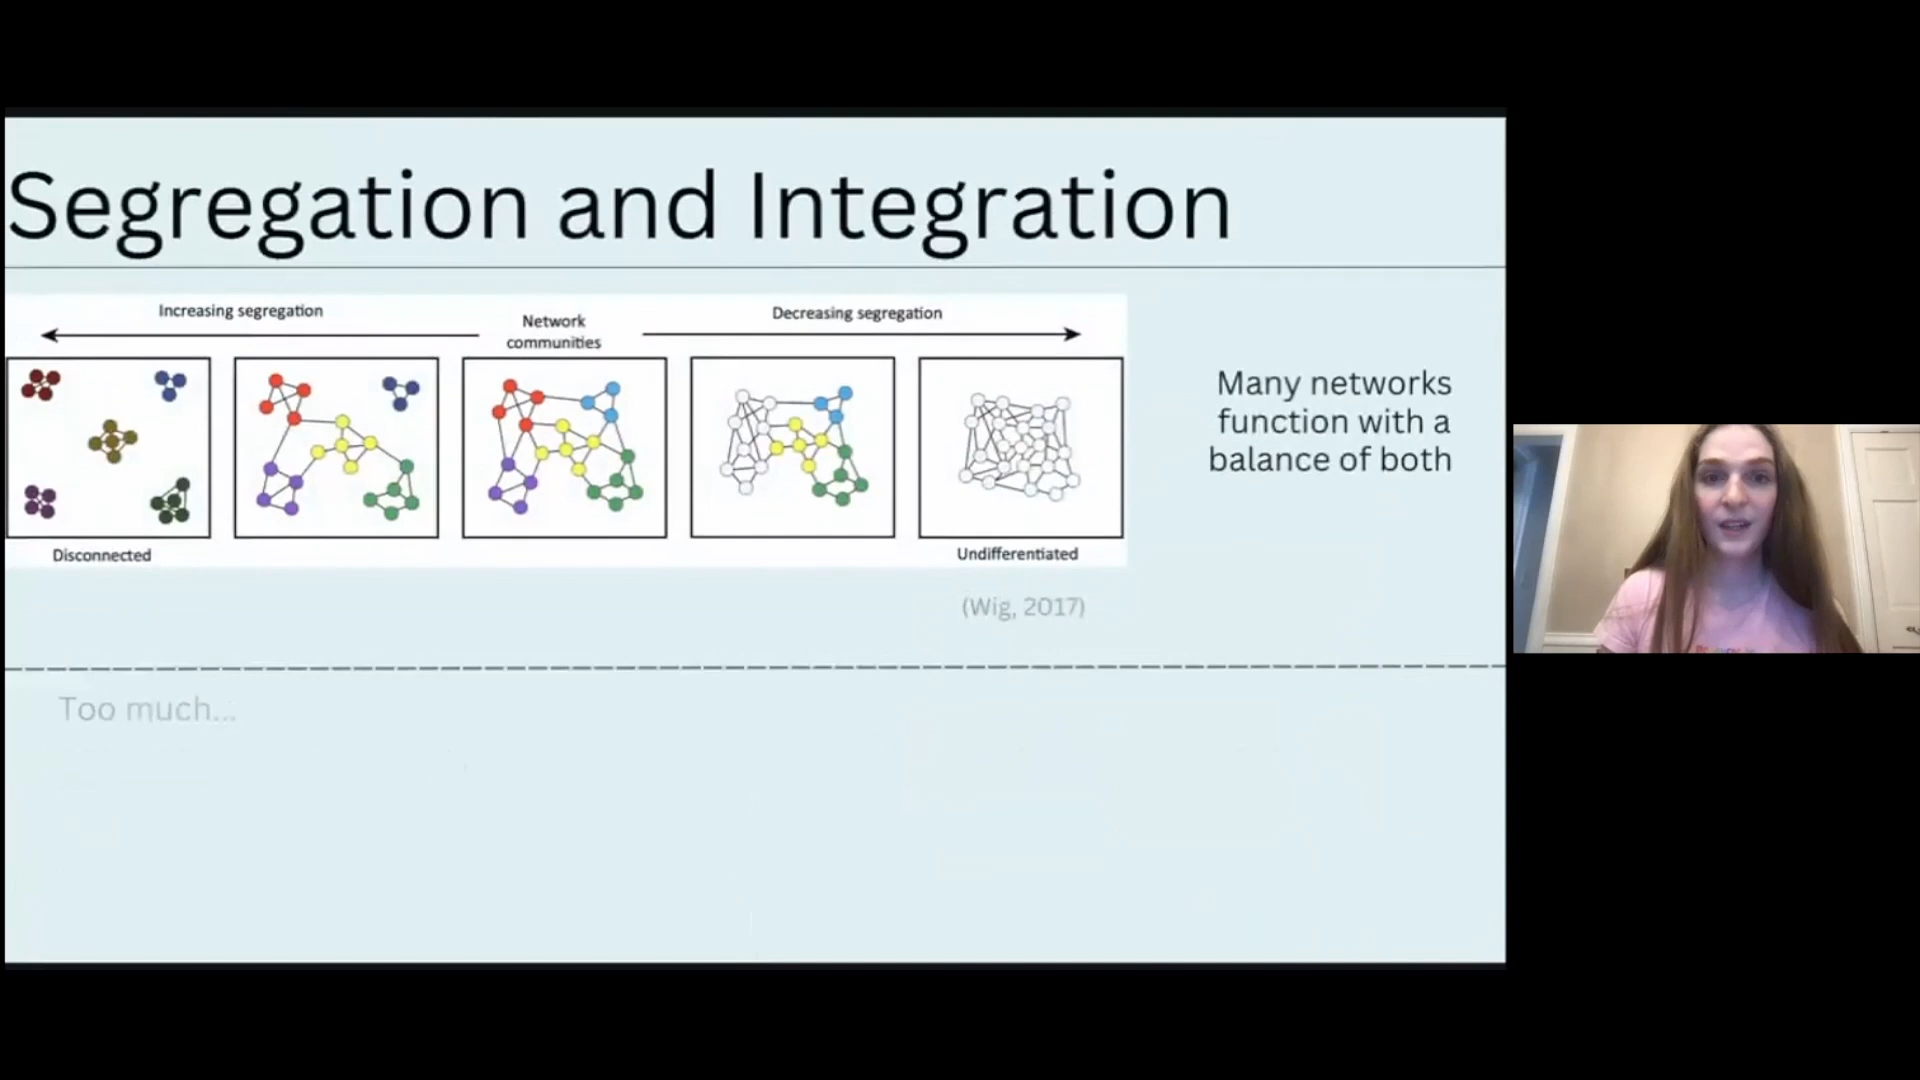 Segregation and Integration
Increasing segregation
Network
communities
Decreasing segregation
Disconnected
Undifferentiated
(Wig, 2017)
Many networks
function with a
balance of both
Too much...